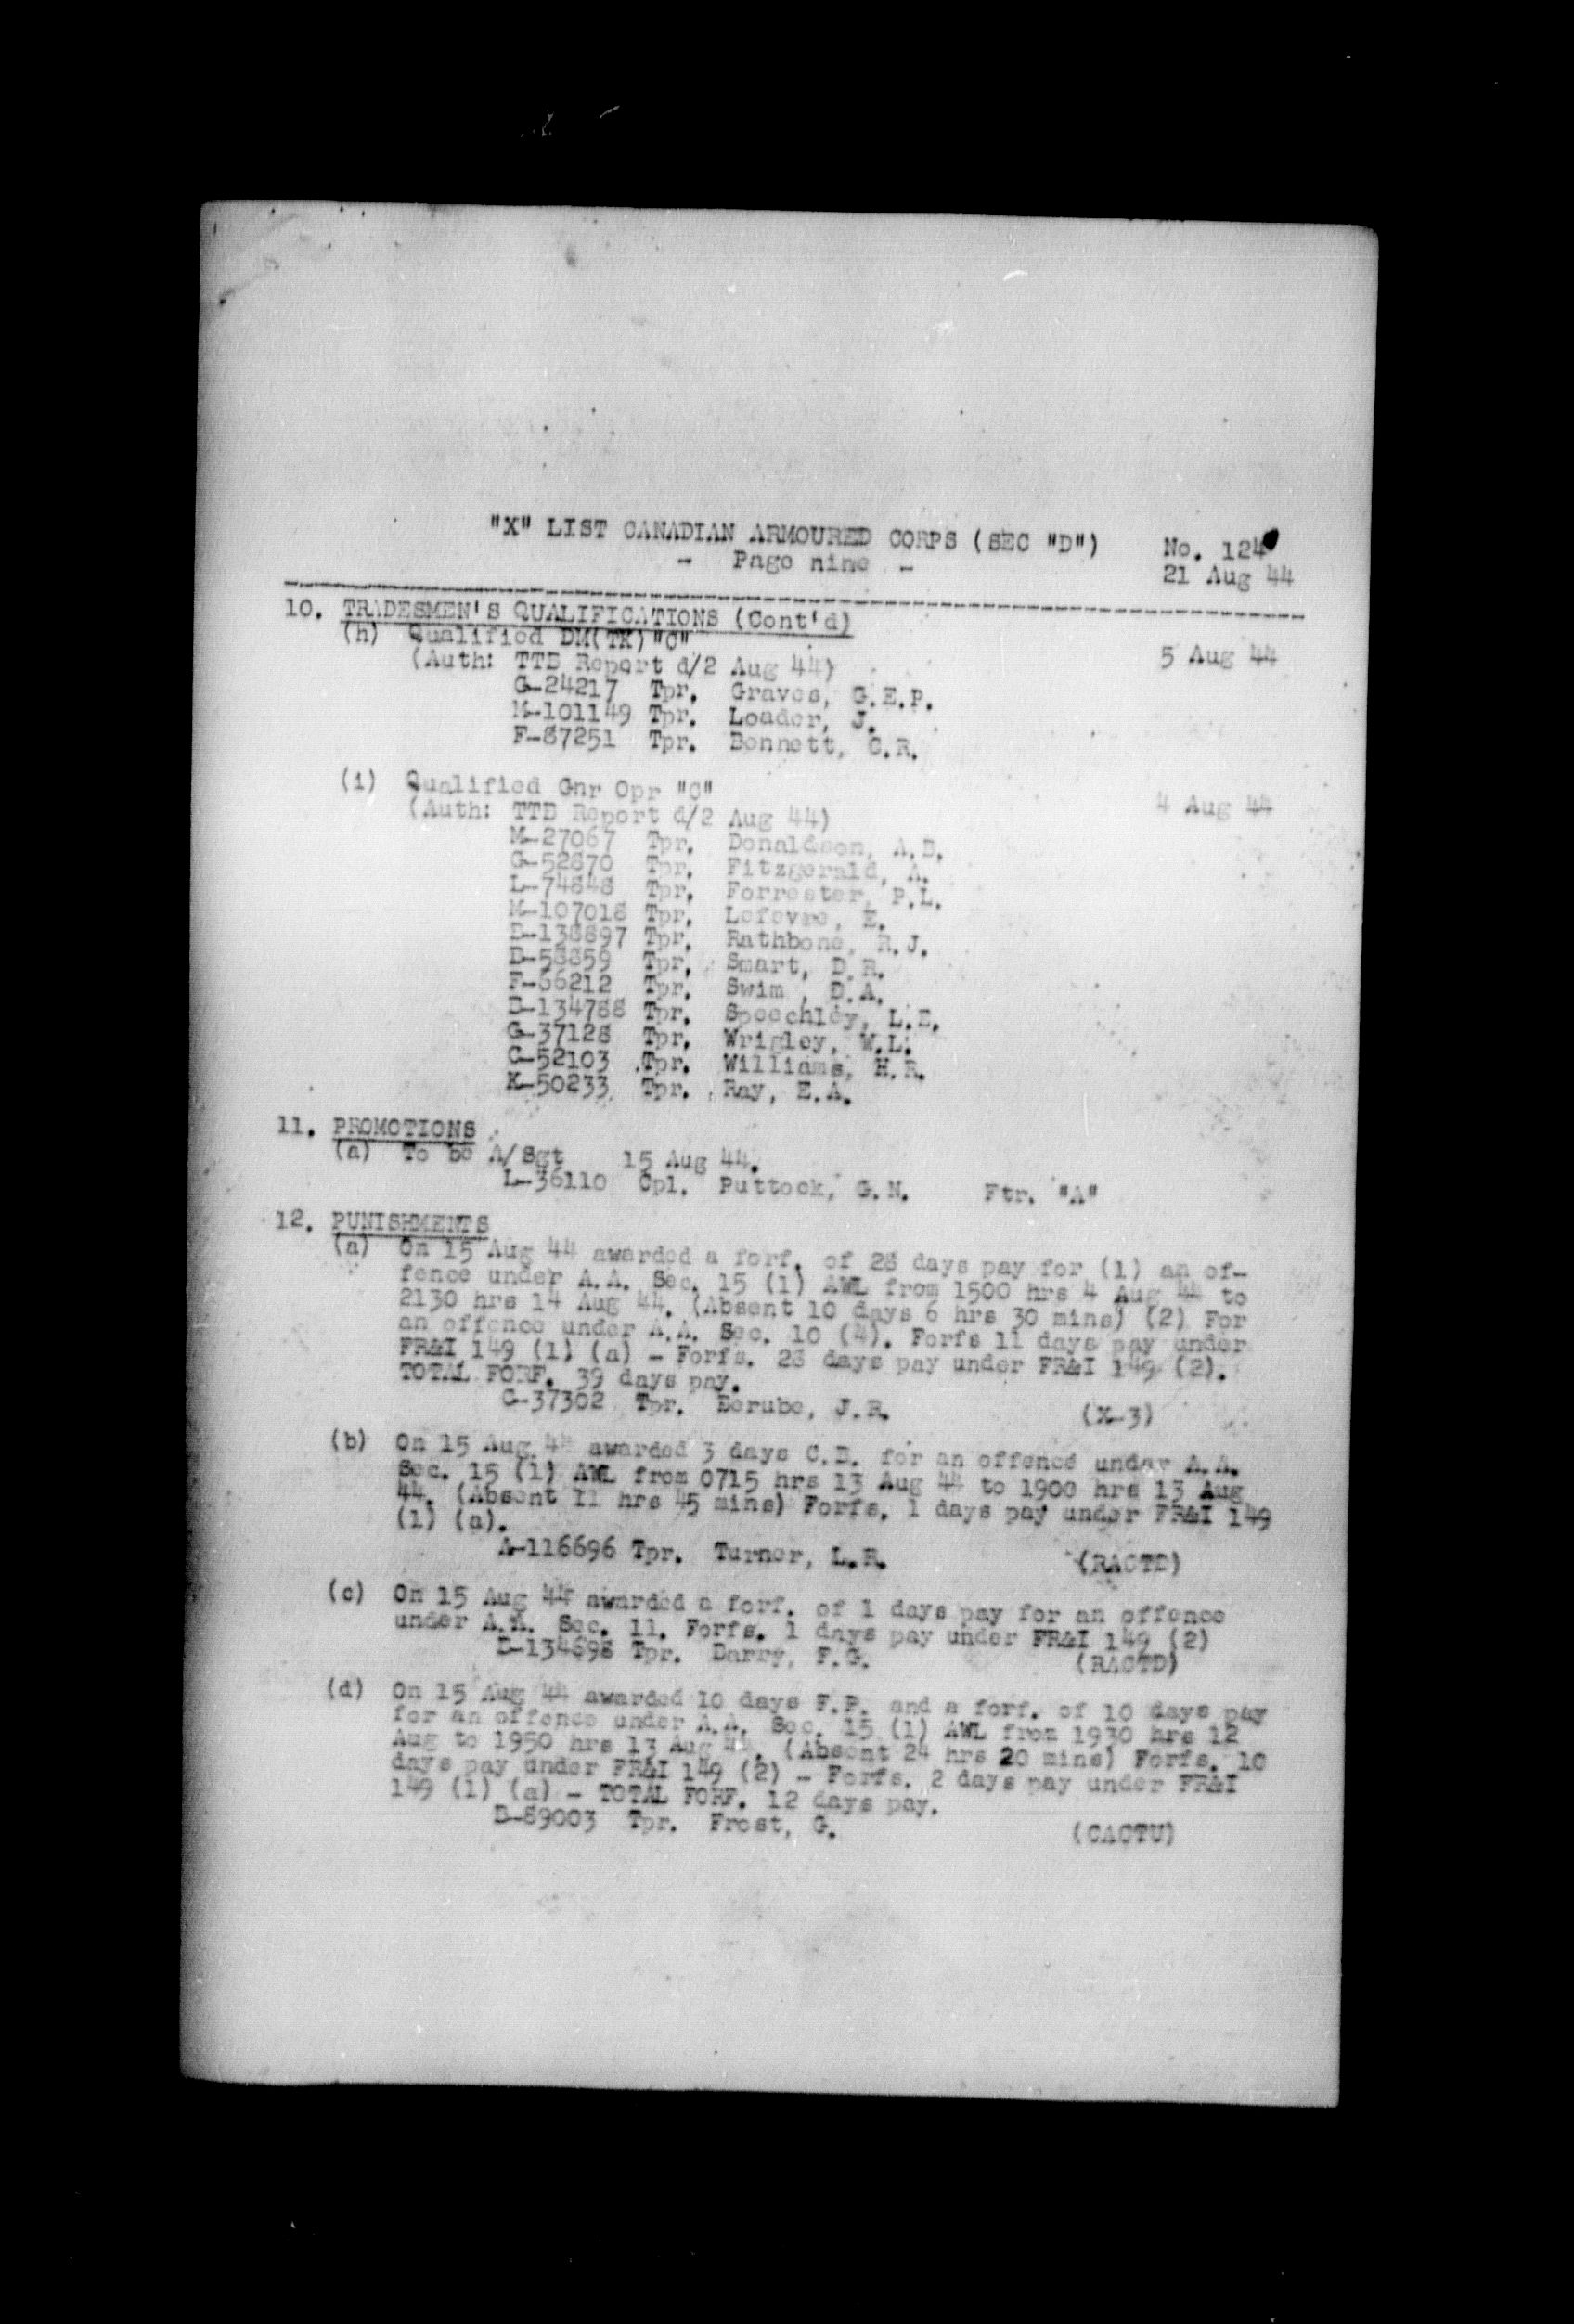 "X" LIST CANADIAN ARMOURED CORPS (SEC "D") No. 124
- Page nine - 21 Aug 44
10. TRADESMEN'S QUALIFICATIONS (Cont'd)
(h) Qualified DM(TK)"C" 5 Aug 44
(Auth: TTB Report d/2 Aug 44)
G-24217 Tpr. Graves, G.E.P.
M-101149 Tpr. Loader, J.
F-87251 Tpr. Bennett, C.R.
(i) Qualified Gnr Opr "C" 4 Aug 44
(Auth: TTB Report d/2 Aug 44)
M-27067 Tpr. Donaldson, A.B.
G-52870 Tpr. Fitzgerald, A.
L-74848 Tpr. Forrester, P.L.
M-107018 Tpr. Lefevre, E.
B-138897 Tpr. Rathbone, R.J.
D-58859 Tpr. Smart, D.R.
F-66212 Tpr. Swim, D.A.
B-134788 Tpr. Speechley, L.E.
G-37128 Tpr. Wrigley, W.L.
C-52103 Tpr. Williams, H.R.
K-50233 Tpr. Ray, E.A.
11. PROMOTIONS
(a) To be A/Sgt 15 Aug 44.
L-36110 Cpl. Puttock, G.N. Ftr. "A"
12. PUNISHMENTS
(a) On 15 Aug 44 awarded a forf. of 28 days pay for (1) an of-
fence under A.A. Sec. 15 (1) AWL from 1500 hrs 4 Aug 44 to
2130 hrs 14 Aug 44. (Absent 10 days 6 hrs 30 mins) (2) For
an offence under A.A. Sec. 10 (4). Forfs 11 days pay under
FR&I 149 (1) (a) - Forfs. 28 days pay under FR&I 149 (2).
TOTAL FORF. 39 days pay.
C-37302 Tpr. Berube, J.R. (X-3)
(b) On 15 Aug 44 awarded 3 days C.B. for an offence under A.A.
Sec. 15 (1) AWL from 0715 hrs 13 Aug 44 to 1900 hrs 13 Aug
44. (Absent 11 hrs 45 mins) Forfs. 1 days pay under FR&I 149
(1) (a).
A-116696 Tpr. Turner, L.R. (RACTD)
(c) On 15 Aug 44 awarded a forf. of 1 days pay for an offence
under A.A. Sec. 11. Forfs. 1 days pay under FR&I 149 (2)
B-134698 Tpr. Darry, F.G. (RACTD)
(d) On 15 Aug 44 awarded 10 days F.P. and a forf. of 10 days pay
for an offence under A.A. Sec. 15 (1) AWL from 1930 hrs 12
Aug to 1950 hrs 13 Aug 44. (Absent 24 hrs 20 mins) Forfs. 10
days pay under FR&I 149 (2) - Forfs. 2 days pay under FR&I
149 (1) (a) - TOTAL FORF. 12 days pay.
B-89003 Tpr. Frost, G. (CACTU)